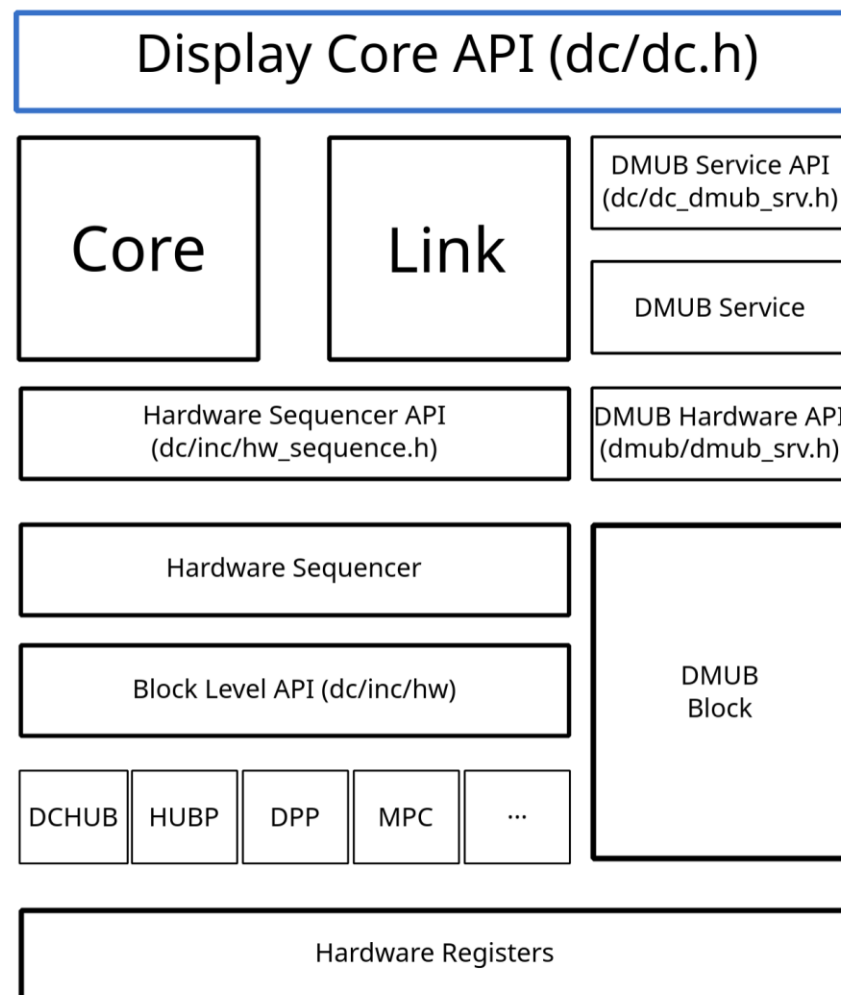 Display Core API (dc/dc.h)
Core
Link
DMUB Service API
(dc/dc_dmub_srv.h)
DMUB Service
Hardware Sequencer API
(dc/inc/hw_sequence.h)
DMUB Hardware API
(dmub/dmub_srv.h)
Hardware Sequencer
Block Level API (dc/inc/hw)
DMUB
Block
DCHUB
HUBP
DPP
MPC
...
Hardware Registers